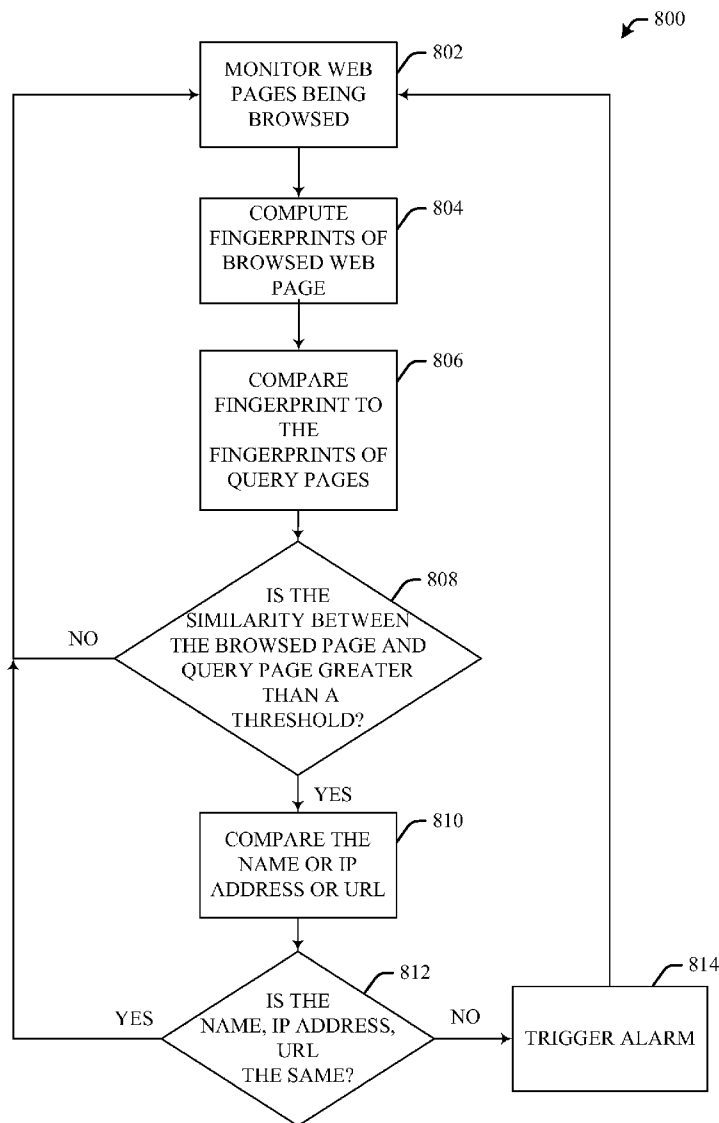 800
802
MONITOR WEB
PAGES BEING
BROWSED
804
COMPUTE
FINGERPRINTS OF
BROWSED WEB
PAGE
806
COMPARE
FINGERPRINT TO
THE
FINGERPRINTS OF
QUERY PAGES
808
IS THE
SIMILARITY BETWEEN
THE BROWSED PAGE AND
QUERY PAGE GREATER
THAN A
THRESHOLD?
NO
YES
810
COMPARE THE
NAME OR IP
ADDRESS OR URL
812
IS THE
NAME, IP ADDRESS,
URL
THE SAME?
YES
NO
814
TRIGGER ALARM